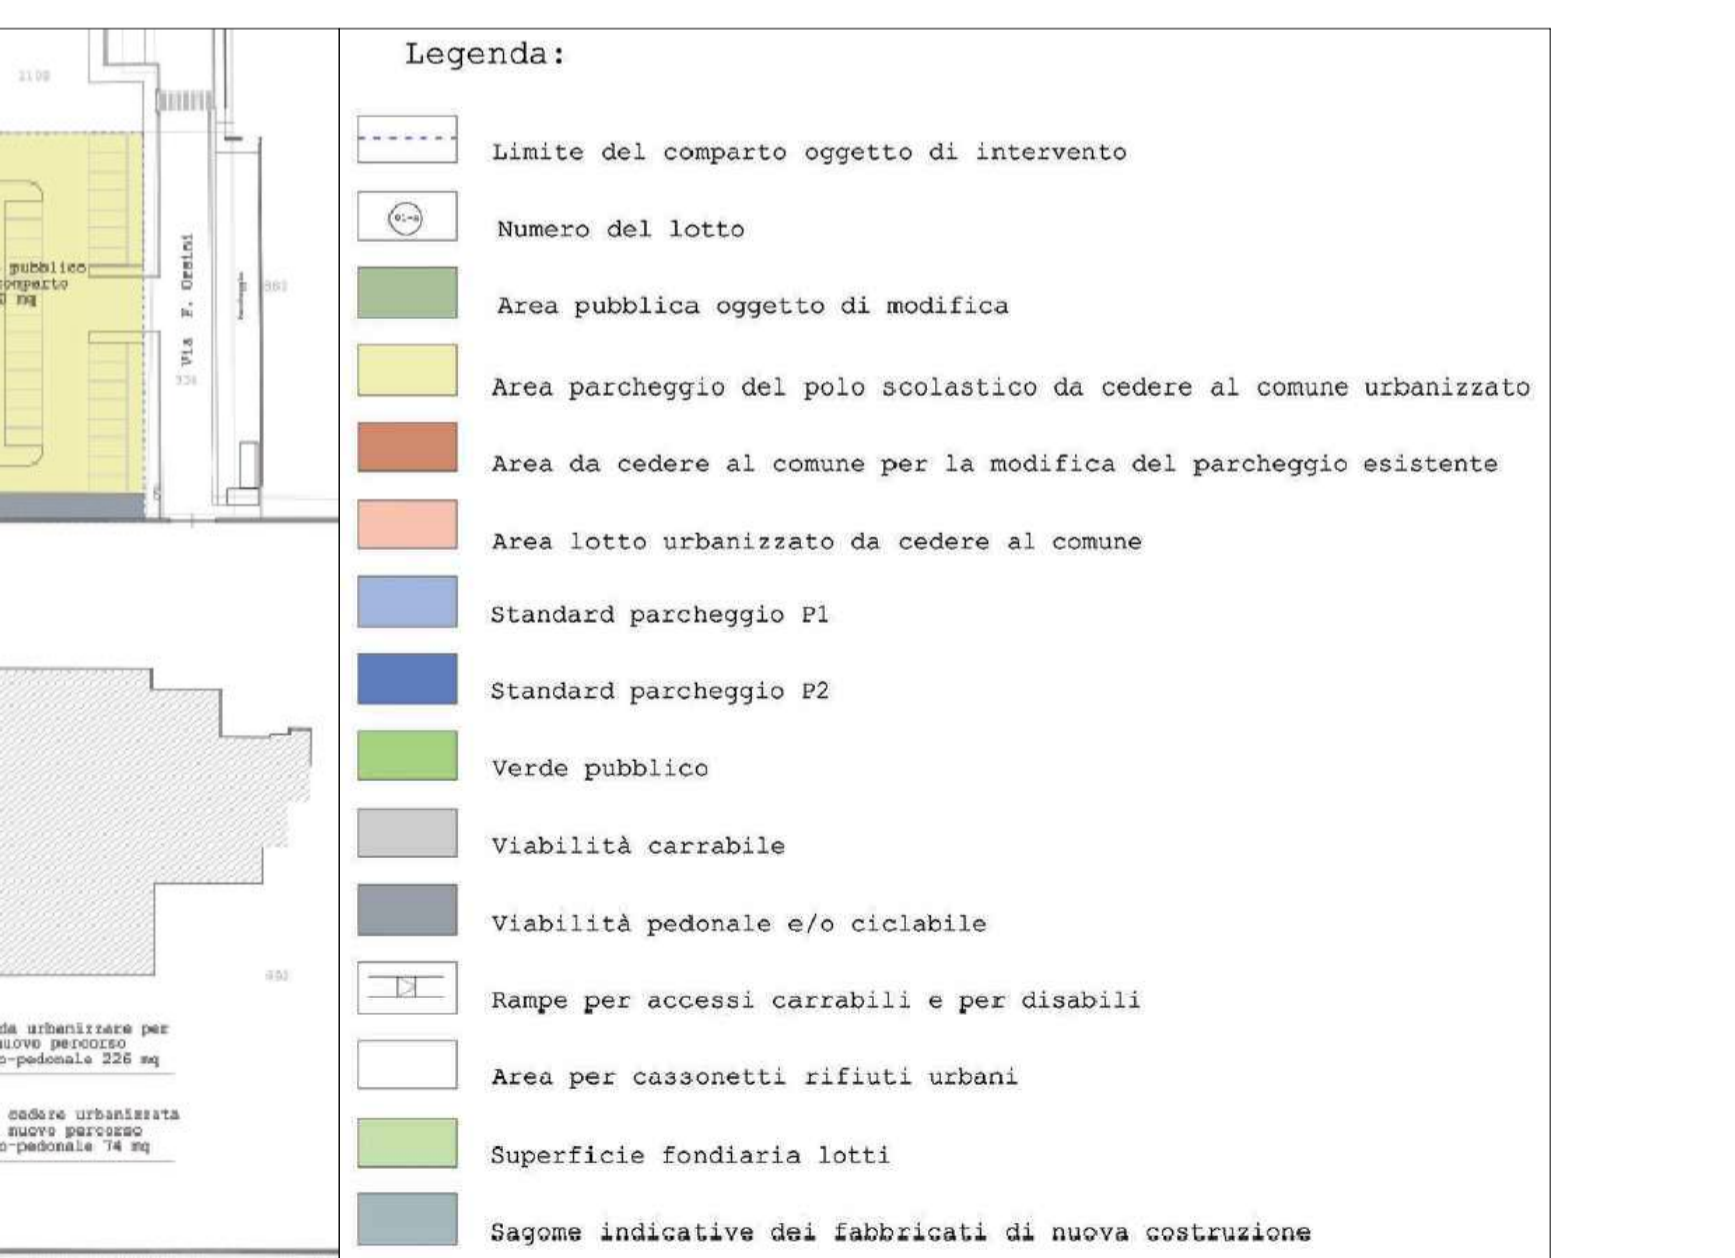 2100
pubblico
comparto
mq
Via F. Orsini
Legenda:
Limite del comparto oggetto di intervento
01-a
Numero del lotto
Area pubblica oggetto di modifica
Area parcheggio del polo scolastico da cedere al comune urbanizzato
Area da cedere al comune per la modifica del parcheggio esistente
Area lotto urbanizzato da cedere al comune
Standard parcheggio P1
Standard parcheggio P2
Verde pubblico
Viabilità carrabile
Viabilità pedonale e/o ciclabile
Rampe per accessi carrabili e per disabili
Area per cassonetti rifiuti urbani
Superficie fondiaria lotti
Sagome indicative dei fabbricati di nuova costruzione
da urbanizzare per
nuovo percorso
o-pedonale 226 mq
cedere urbanizzata
nuovo percorso
o-pedonale 74 mq